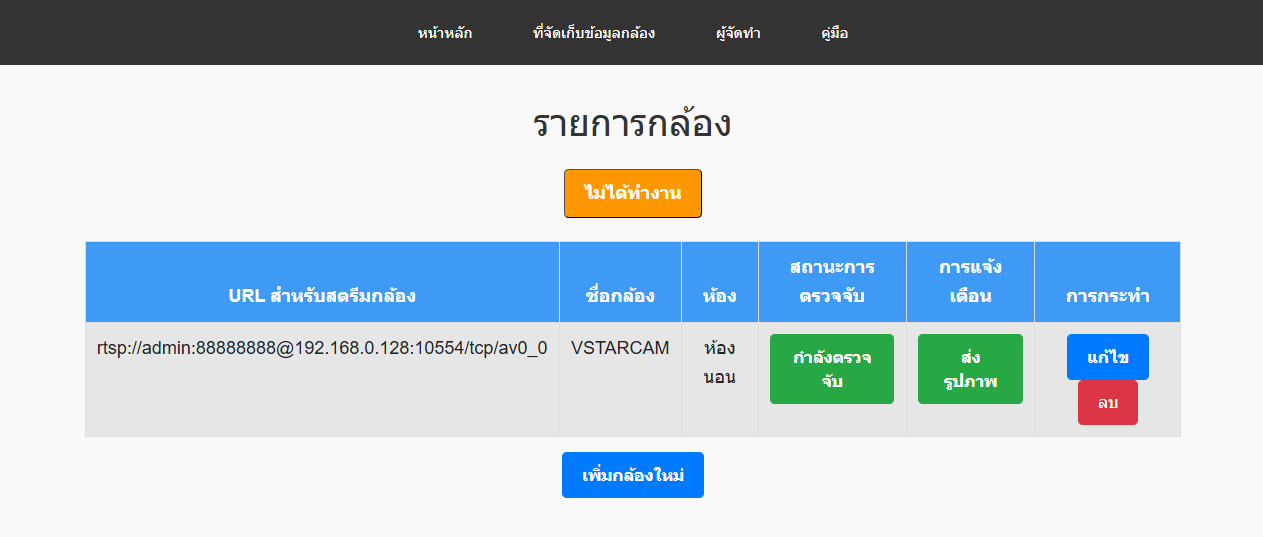 หน้าหลัก ที่จัดเก็บข้อมูลกล้อง ผู้จัดทำ คู่มือ
รายการกล้อง
ไม่ได้ทำงาน
URL สำหรับสตรีมกล้อง ชื่อกล้อง ห้อง สถานะการ
ตรวจจับ การแจ้ง
เตือน การกระทำ
rtsp://admin:88888888@192.168.0.128:10554/tcp/av0_0 VSTARCAM ห้อง
นอน กำลังตรวจ
จับ ส่ง
รูปภาพ แก้ไข
ลบ
เพิ่มกล้องใหม่